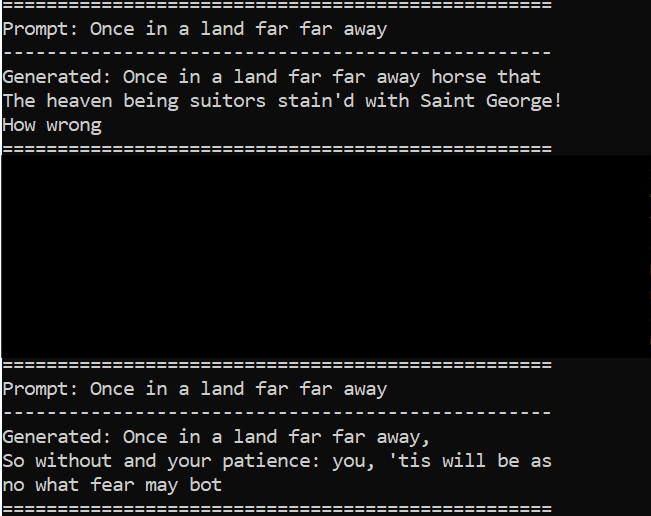 ==================================================
Prompt: Once in a land far far away
--------------------------------------------------
Generated: Once in a land far far away horse that
The heaven being suitors stain'd with Saint George!
How wrong
==================================================
==================================================
Prompt: Once in a land far far away
--------------------------------------------------
Generated: Once in a land far far away,
So without and your patience: you, 'tis will be as
no what fear may bot
==================================================